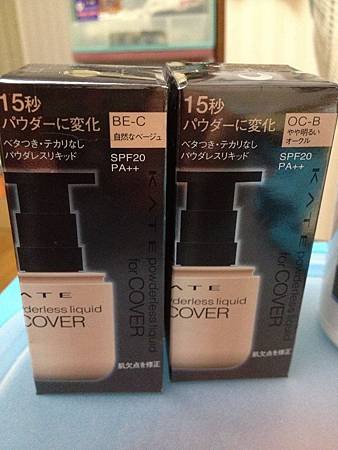 15秒
パウダーに変化
ベタつき・テカリなし
パウダレスリキッド
BE-C
自然なベージュ
SPF20
PA++
KATE powderless liquid
for COVER
ATE
wderless liquid
COVER
肌欠点を修正
15秒
パウダーに変化
ベタつき・テカリなし
パウダレスリキッド
OC-B
やや明るい
オークル
SPF20
PA++
KATE powderless liquid
for COVER
ATE
wderless liquid
COVER
肌欠点を修正